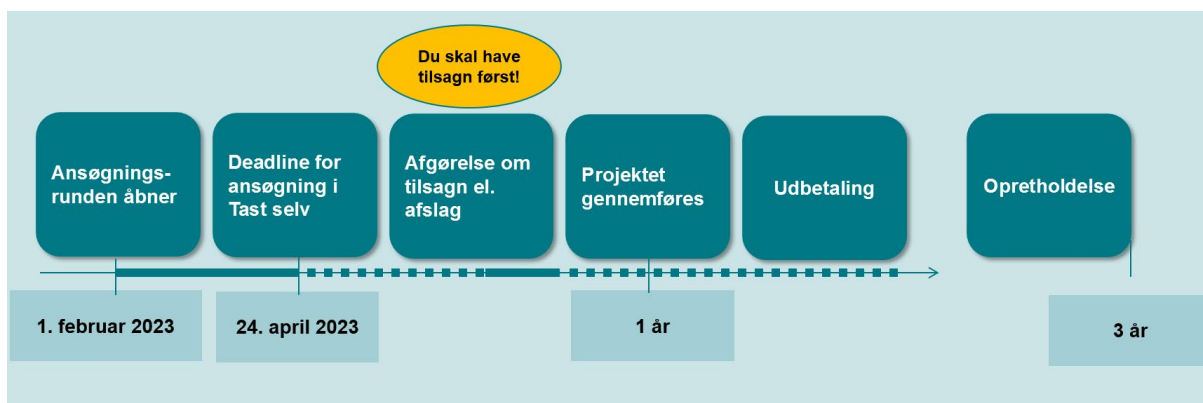 Du skal have
tilsagn først!
Ansøgnings-
runden åbner
Deadline for
ansøgning i
Tast selv
Afgørelse om
tilsagn el.
afslag
Projektet
gennemføres
Udbetaling
Opretholdelse
1. februar 2023
24. april 2023
1 år
3 år